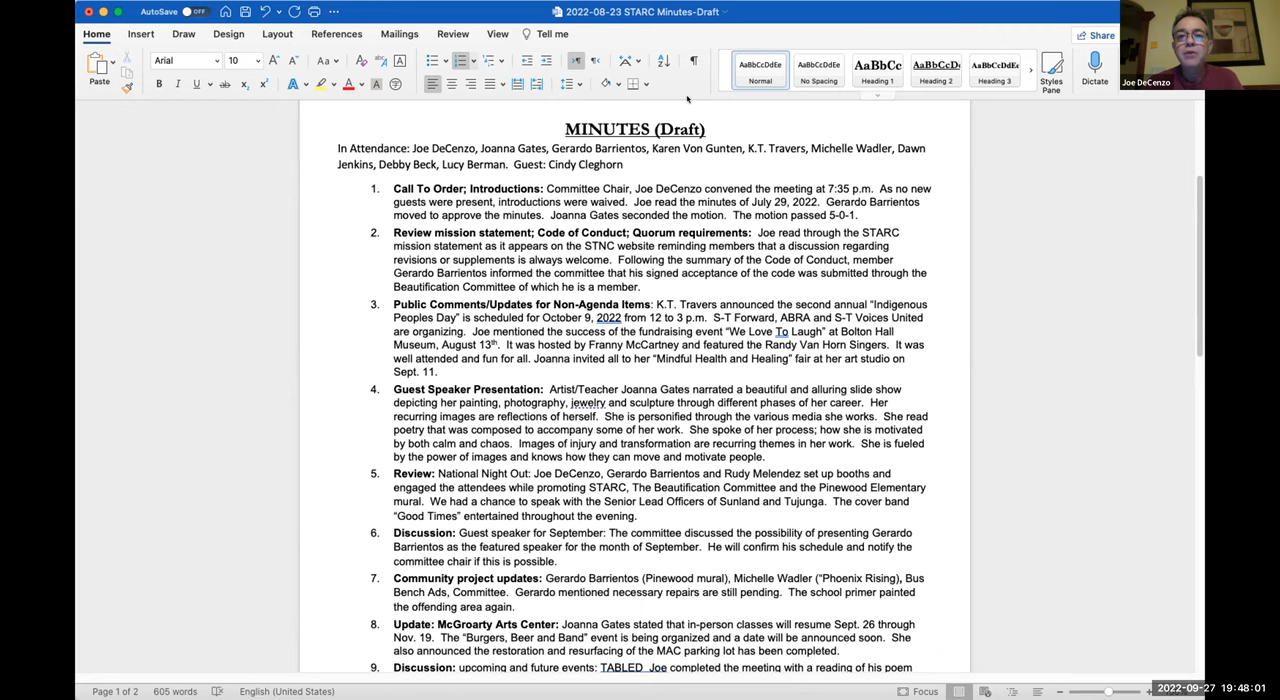 AutoSave OFF
2022-08-23 STARC Minutes-Draft
Home Insert Draw Design Layout References Mailings Review View Tell me
Share
Paste
Arial 10
AaBbCcDdEe Normal
AaBbCcDdEe No Spacing
AaBbCc Heading 1
AaBbCcDc Heading 2
AaBbCcDdEe Heading 3
Styles Pane
Dictate
Joe DeCenzo
MINUTES (Draft)
In Attendance: Joe DeCenzo, Joanna Gates, Gerardo Barrientos, Karen Von Gunten, K.T. Travers, Michelle Wadler, Dawn
Jenkins, Debby Beck, Lucy Berman. Guest: Cindy Cleghorn
1. Call To Order; Introductions: Committee Chair, Joe DeCenzo convened the meeting at 7:35 p.m. As no new
guests were present, introductions were waived. Joe read the minutes of July 29, 2022. Gerardo Barrientos
moved to approve the minutes. Joanna Gates seconded the motion. The motion passed 5-0-1.
2. Review mission statement; Code of Conduct; Quorum requirements: Joe read through the STARC
mission statement as it appears on the STNC website reminding members that a discussion regarding
revisions or supplements is always welcome. Following the summary of the Code of Conduct, member
Gerardo Barrientos informed the committee that his signed acceptance of the code was submitted through the
Beautification Committee of which he is a member.
3. Public Comments/Updates for Non-Agenda Items: K.T. Travers announced the second annual “Indigenous
Peoples Day” is scheduled for October 9, 2022 from 12 to 3 p.m. S-T Forward, ABRA and S-T Voices United
are organizing. Joe mentioned the success of the fundraising event “We Love To Laugh” at Bolton Hall
Museum, August 13th. It was hosted by Franny McCartney and featured the Randy Van Horn Singers. It was
well attended and fun for all. Joanna invited all to her “Mindful Health and Healing” fair at her art studio on
Sept. 11.
4. Guest Speaker Presentation: Artist/Teacher Joanna Gates narrated a beautiful and alluring slide show
depicting her painting, photography, jewelry and sculpture through different phases of her career. Her
recurring images are reflections of herself. She is personified through the various media she works. She read
poetry that was composed to accompany some of her work. She spoke of her process; how she is motivated
by both calm and chaos. Images of injury and transformation are recurring themes in her work. She is fueled
by the power of images and knows how they can move and motivate people.
5. Review: National Night Out: Joe DeCenzo, Gerardo Barrientos and Rudy Melendez set up booths and
engaged the attendees while promoting STARC, The Beautification Committee and the Pinewood Elementary
mural. We had a chance to speak with the Senior Lead Officers of Sunland and Tujunga. The cover band
“Good Times” entertained throughout the evening.
6. Discussion: Guest speaker for September: The committee discussed the possibility of presenting Gerardo
Barrientos as the featured speaker for the month of September. He will confirm his schedule and notify the
committee chair if this is possible.
7. Community project updates: Gerardo Barrientos (Pinewood mural), Michelle Wadler (“Phoenix Rising), Bus
Bench Ads, Committee. Gerardo mentioned necessary repairs are still pending. The school primer painted
the offending area again.
8. Update: McGroarty Arts Center: Joanna Gates stated that in-person classes will resume Sept. 26 through
Nov. 19. The “Burgers, Beer and Band” event is being organized and a date will be announced soon. She
also announced the restoration and resurfacing of the MAC parking lot has been completed.
9. Discussion: upcoming and future events: TABLED Joe completed the meeting with a reading of his poem
Page 1 of 2 605 words English (United States) Focus
2022-09-27 19:48:01